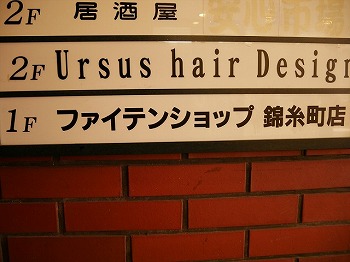 2F 居酒屋
2F Ursus hair Design
1F ファイテンショップ 錦糸町店